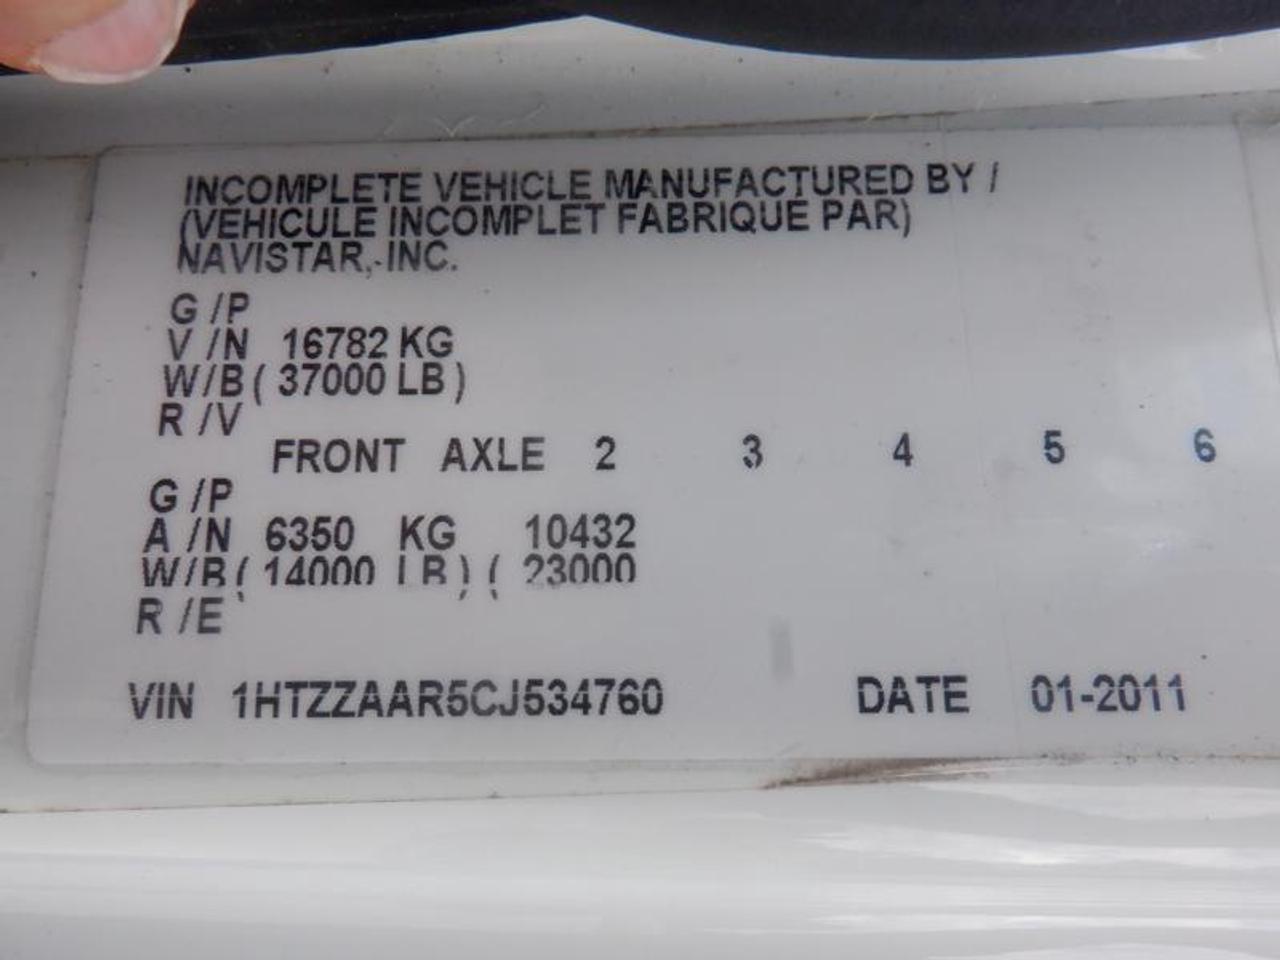 INCOMPLETE VEHICLE MANUFACTURED BY /
(VEHICULE INCOMPLET FABRIQUE PAR)
NAVISTAR, INC.
G /P
V /N 16782 KG
W/B ( 37000 LB )
R /V
FRONT AXLE 2 3 4 5 6
G /P
A /N 6350 KG 10432
W/B ( 14000 LB ) ( 23000
R /E
VIN 1HTZZAAR5CJ534760 DATE 01-2011